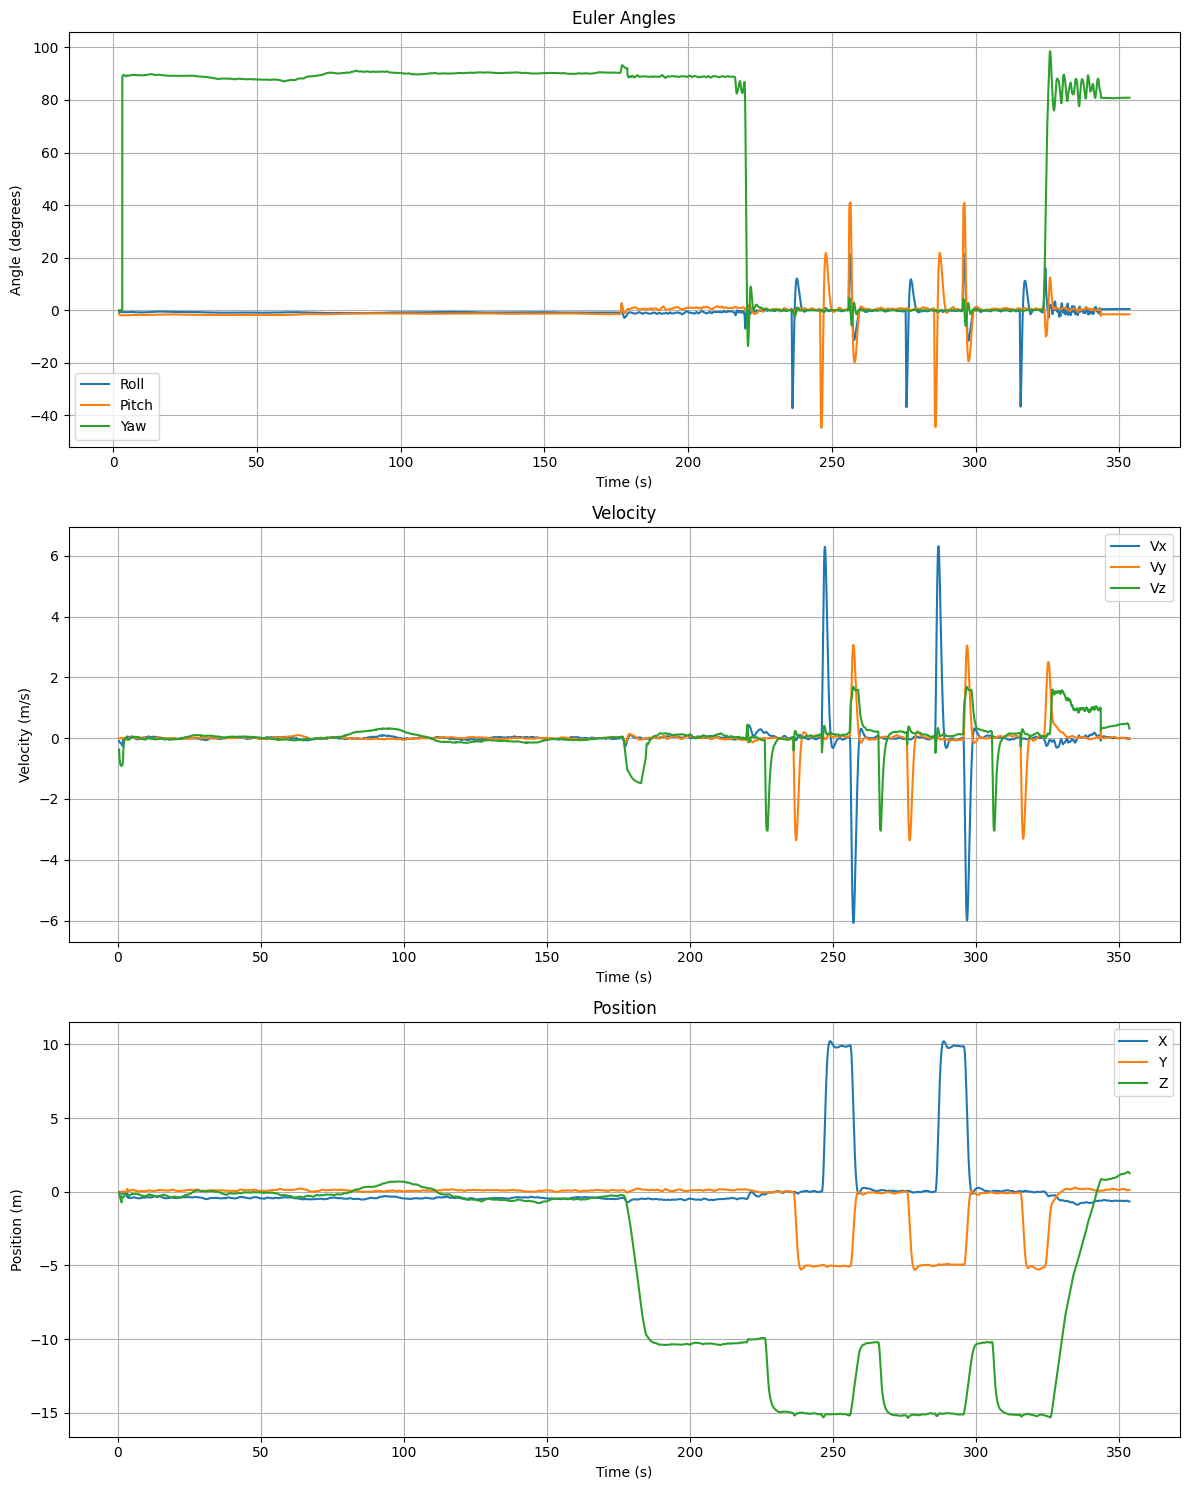 Euler Angles
Angle (degrees)
100
80
60
40
20
0
−20
−40
Roll
Pitch
Yaw
0 50 100 150 200 250 300 350
Time (s)
Velocity
Velocity (m/s)
6
4
2
0
−2
−4
−6
Vx
Vy
Vz
0 50 100 150 200 250 300 350
Time (s)
Position
Position (m)
10
5
0
−5
−10
−15
X
Y
Z
0 50 100 150 200 250 300 350
Time (s)